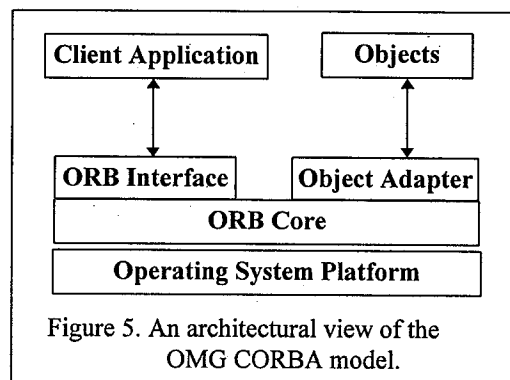 Client Application
Objects
ORB Interface
Object Adapter
ORB Core
Operating System Platform
Figure 5. An architectural view of the
OMG CORBA model.